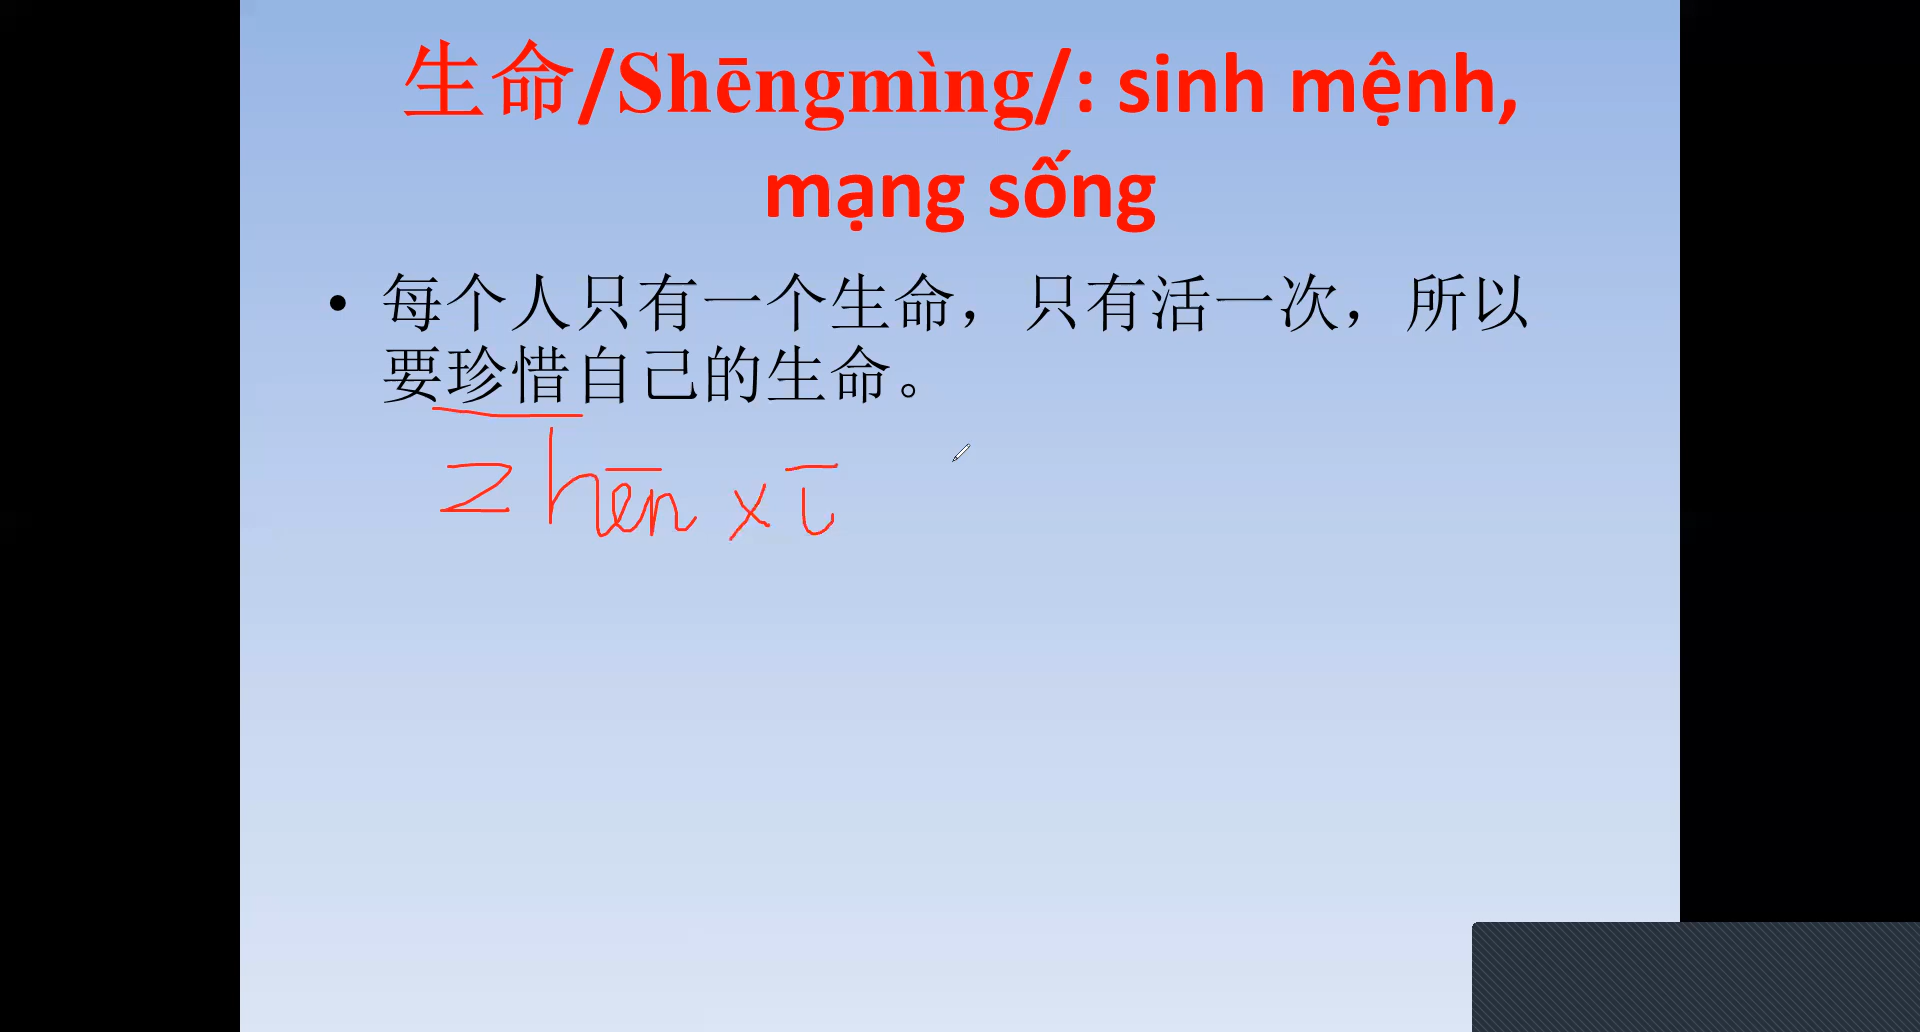 生命/Shēngmìng/: sinh mệnh,
mạng sống
• 每个人只有一个生命，只有活一次，所以
要珍惜自己的生命。
zhēn xī